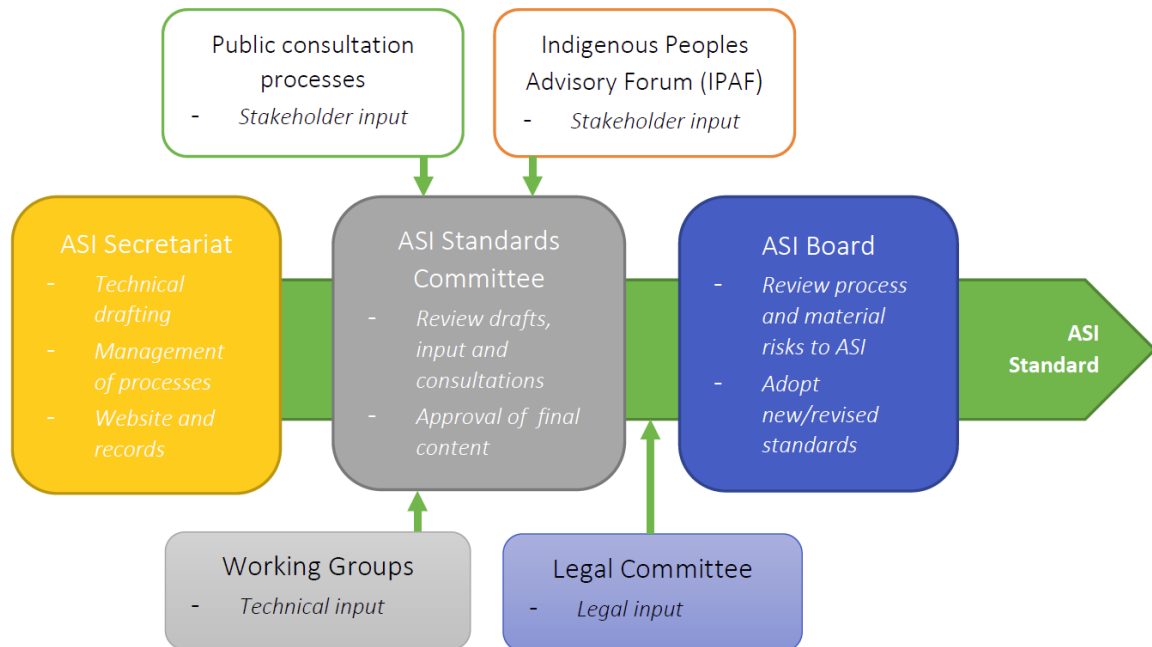 Public consultation
processes
- Stakeholder input
Indigenous Peoples
Advisory Forum (IPAF)
- Stakeholder input
ASI Secretariat
- Technical
drafting
- Management
of processes
- Website and
records
ASI Standards
Committee
- Review drafts,
input and
consultations
- Approval of final
content
ASI Board
- Review process
and material
risks to ASI
- Adopt
new/revised
standards
ASI
Standard
Working Groups
- Technical input
Legal Committee
- Legal input